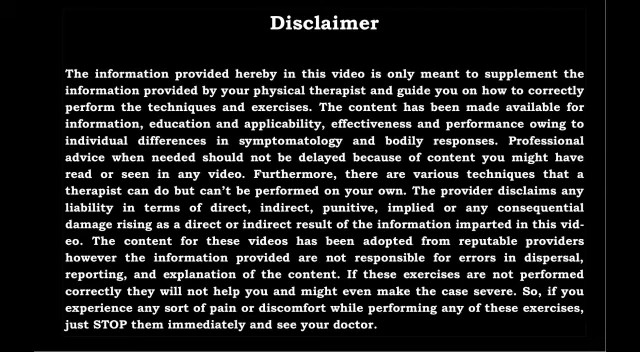 Disclaimer
The information provided hereby in this video is only meant to supplement the
information provided by your physical therapist and guide you on how to correctly
perform the techniques and exercises. The content has been made available for
information, education and applicability, effectiveness and performance owing to
individual differences in symptomatology and bodily responses. Professional
advice when needed should not be delayed because of content you might have
read or seen in any video. Furthermore, there are various techniques that a
therapist can do but can't be performed on your own. The provider disclaims any
liability in terms of direct, indirect, punitive, implied or any consequential
damage rising as a direct or indirect result of the information imparted in this vid-
eo. The content for these videos has been adopted from reputable providers
however the information provided are not responsible for errors in dispersal,
reporting, and explanation of the content. If these exercises are not performed
correctly they will not help you and might even make the case severe. So, if you
experience any sort of pain or discomfort while performing any of these exercises,
just STOP them immediately and see your doctor.